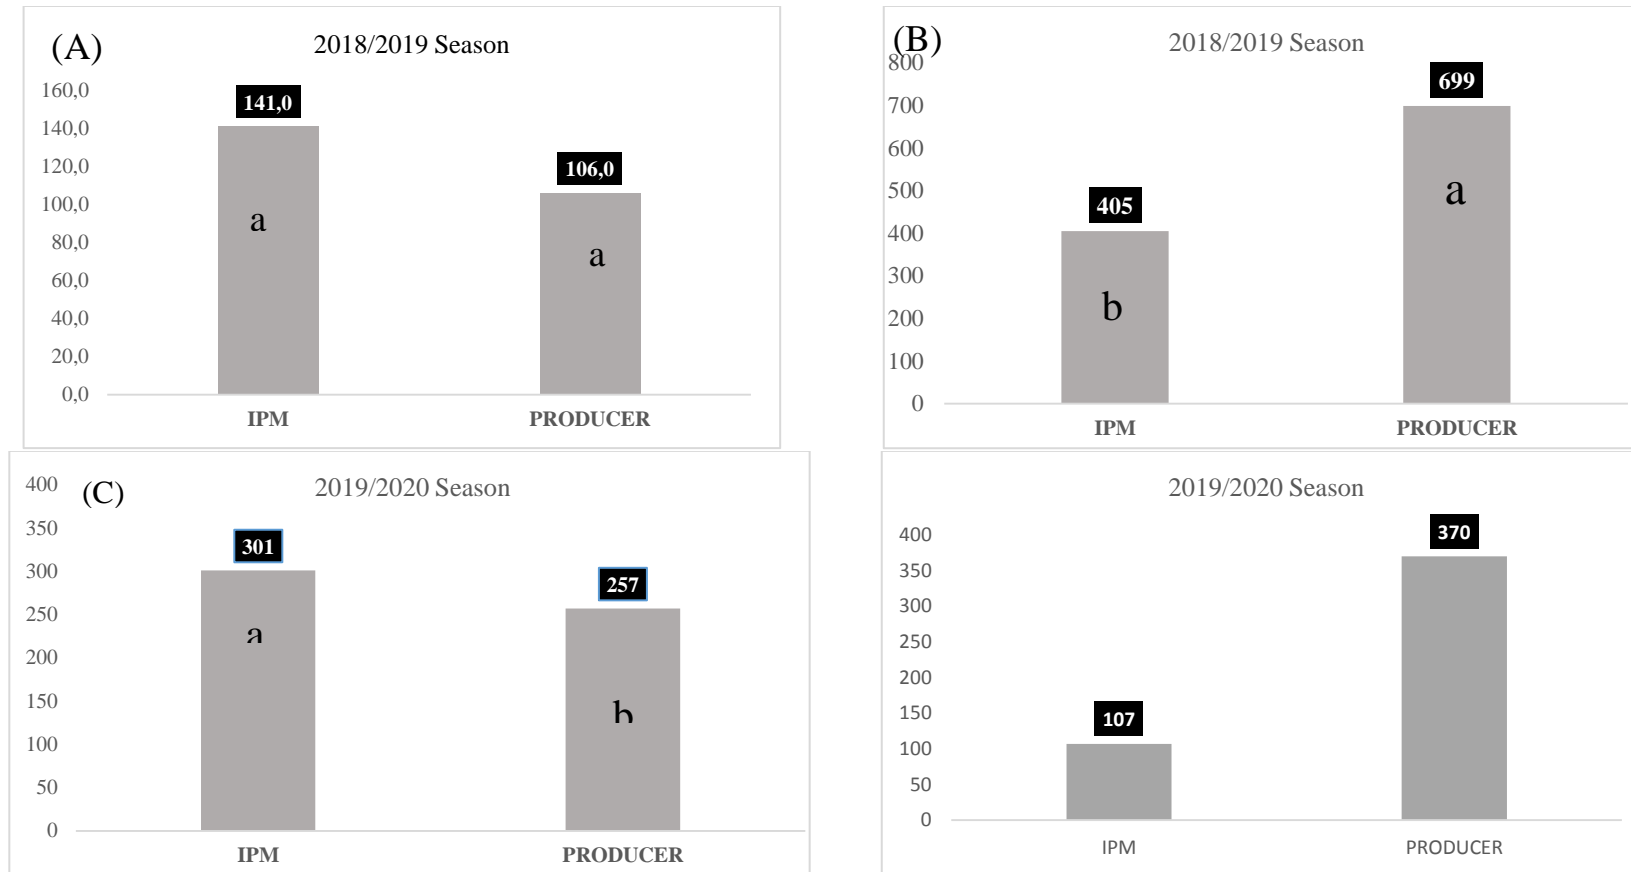 (A)
2018/2019 Season
160,0
140,0
120,0
100,0
80,0
60,0
40,0
20,0
0,0
141,0
106,0
a
a
IPM
PRODUCER
(B)
2018/2019 Season
800
700
600
500
400
300
200
100
0
405
699
b
a
IPM
PRODUCER
(C)
2019/2020 Season
400
350
300
250
200
150
100
50
0
301
257
a
b
IPM
PRODUCER
2019/2020 Season
400
350
300
250
200
150
100
50
0
107
370
IPM
PRODUCER